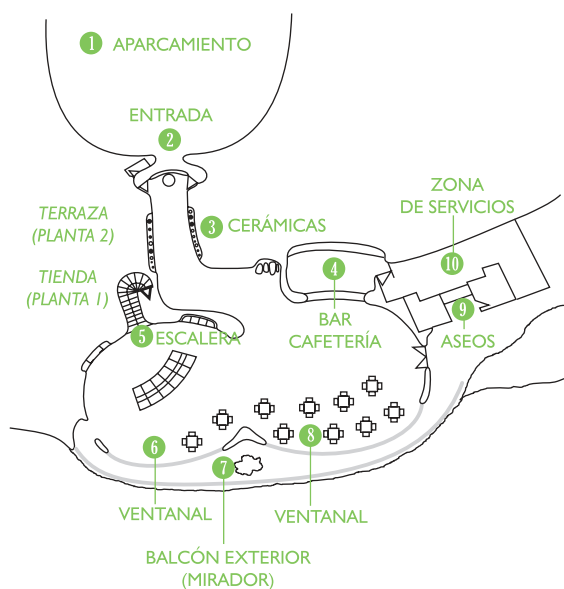 1 APARCAMIENTO
ENTRADA
2
TERRAZA
(PLANTA 2)
3 CERÁMICAS
ZONA
DE SERVICIOS
10
TIENDA
(PLANTA 1)
4
BAR
CAFETERÍA
5 ESCALERA
9
ASEOS
6
7
8
VENTANAL
VENTANAL
BALCÓN EXTERIOR
(MIRADOR)